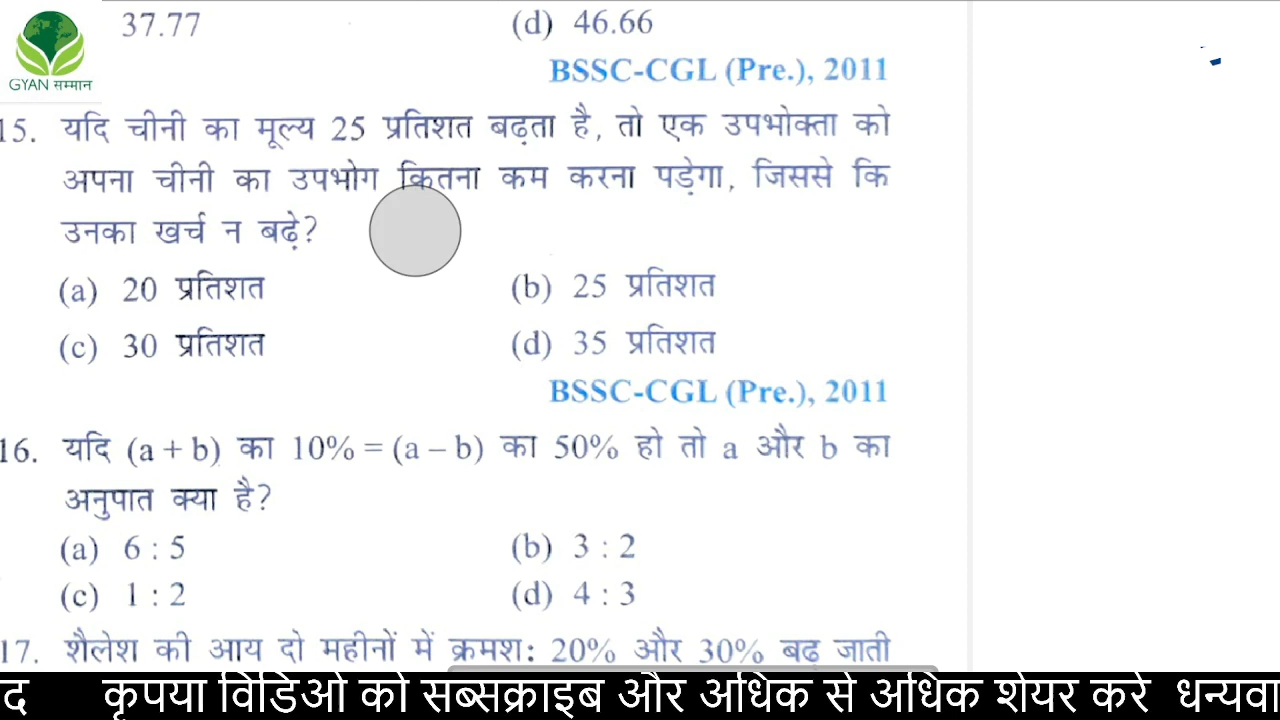 GYAN सम्मान
37.77
(d) 46.66
BSSC-CGL (Pre.), 2011
15. यदि चीनी का मूल्य 25 प्रतिशत बढ़ता है, तो एक उपभोक्ता को
अपना चीनी का उपभोग कितना कम करना पड़ेगा, जिससे कि
उनका खर्च न बढ़े?
(a) 20 प्रतिशत
(b) 25 प्रतिशत
(c) 30 प्रतिशत
(d) 35 प्रतिशत
BSSC-CGL (Pre.), 2011
16. यदि (a + b) का 10% = (a – b) का 50% हो तो a और b का
अनुपात क्या है?
(a) 6 : 5
(b) 3 : 2
(c) 1 : 2
(d) 4 : 3
17. शैलेश की आय दो महीनों में क्रमश: 20% और 30% बढ़ जाती
द कृपया विडिओ को सब्सक्राइब और अधिक से अधिक शेयर करे धन्यवा